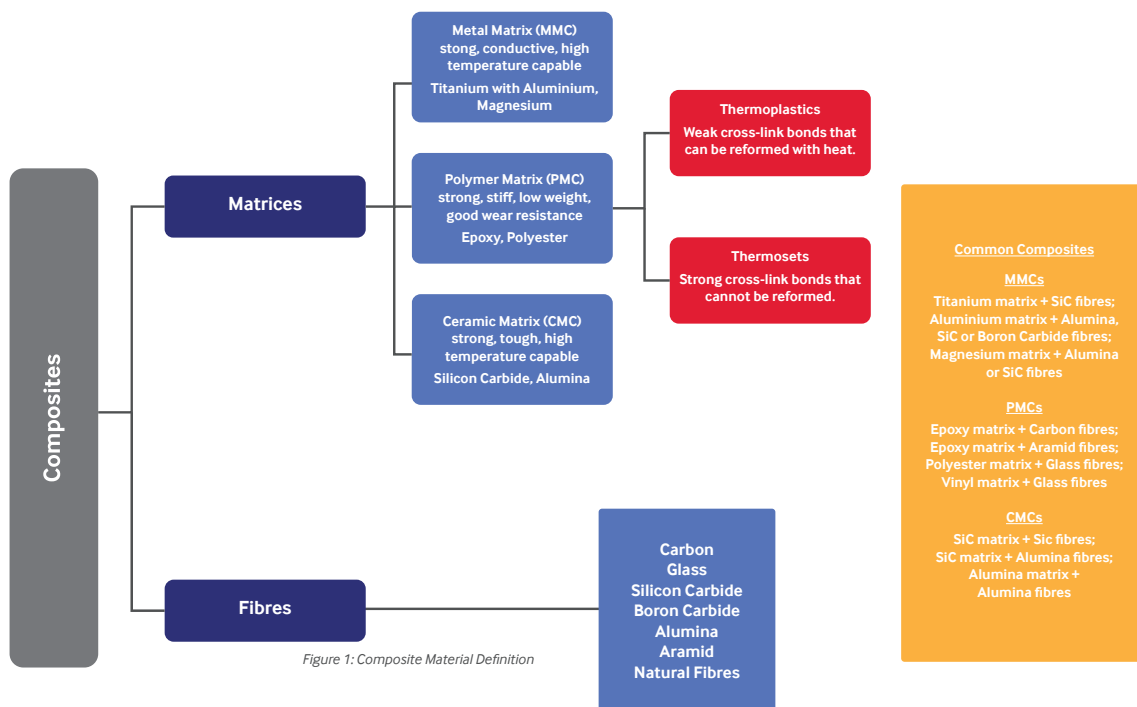 Composites
Matrices
Metal Matrix (MMC)
stong, conductive, high
temperature capable
Titanium with Aluminium,
Magnesium
Polymer Matrix (PMC)
strong, stiff, low weight,
good wear resistance
Epoxy, Polyester
Ceramic Matrix (CMC)
strong, tough, high
temperature capable
Silicon Carbide, Alumina
Thermoplastics
Weak cross-link bonds that
can be reformed with heat.
Thermosets
Strong cross-link bonds that
cannot be reformed.
Fibres
Carbon
Glass
Silicon Carbide
Boron Carbide
Alumina
Aramid
Natural Fibres
Common Composites
MMCs
Titanium matrix + SiC fibres;
Aluminium matrix + Alumina,
SiC or Boron Carbide fibres;
Magnesium matrix + Alumina
or SiC fibres
PMCs
Epoxy matrix + Carbon fibres;
Epoxy matrix + Aramid fibres;
Polyester matrix + Glass fibres;
Vinyl matrix + Glass fibres
CMCs
SiC matrix + Sic fibres;
SiC matrix + Alumina fibres;
Alumina matrix +
Alumina fibres
Figure 1: Composite Material Definition